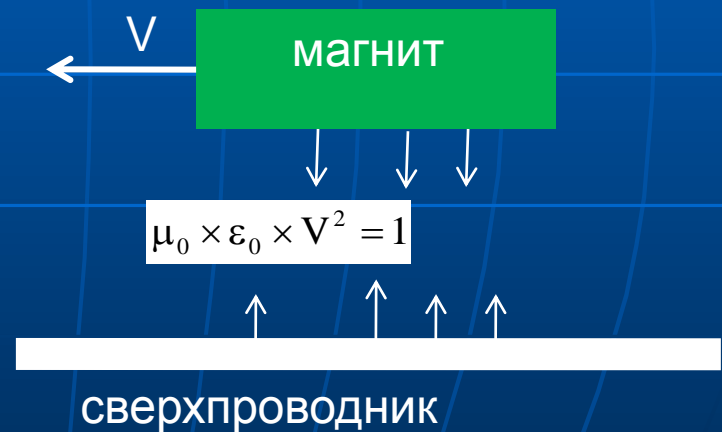 V
магнит
μ₀ × ε₀ × V² = 1
сверхпроводник